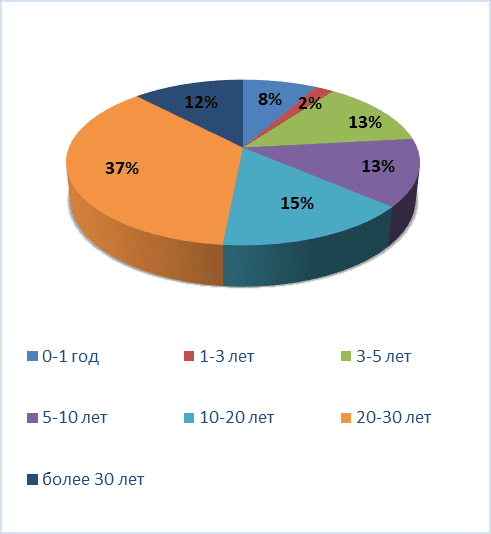 12% 8% 2%
13%
37% 13%
15%
0-1 год 1-3 лет 3-5 лет
5-10 лет 10-20 лет 20-30 лет
более 30 лет